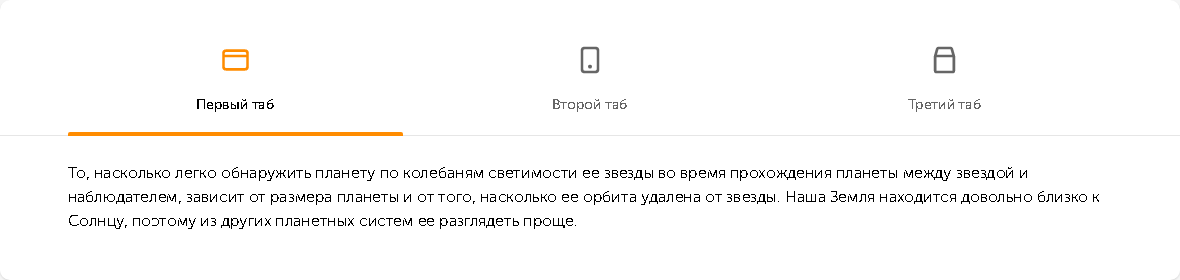 Первый таб
Второй таб
Третий таб
То, насколько легко обнаружить планету по колебаням светимости ее звезды во время прохождения планеты между звездой и
наблюдателем, зависит от размера планеты и от того, насколько ее орбита удалена от звезды. Наша Земля находится довольно близко к
Солнцу, поэтому из других планетных систем ее разглядеть проще.